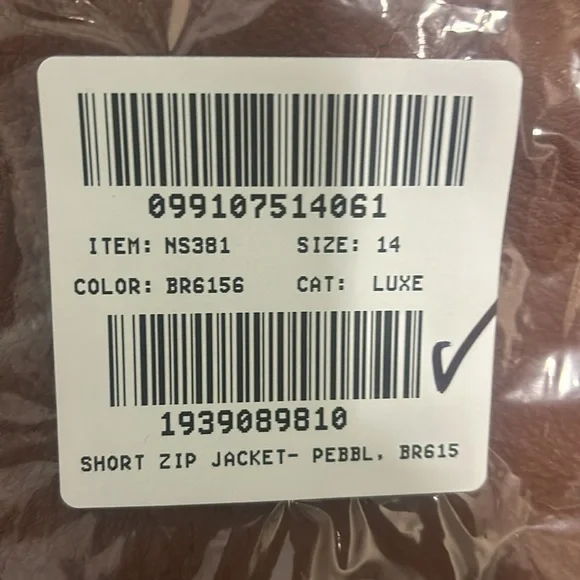 099107514061
ITEM: NS381 SIZE: 14
COLOR: BR6156 CAT: LUXE
1939089810
SHORT ZIP JACKET- PEBBL, BR615